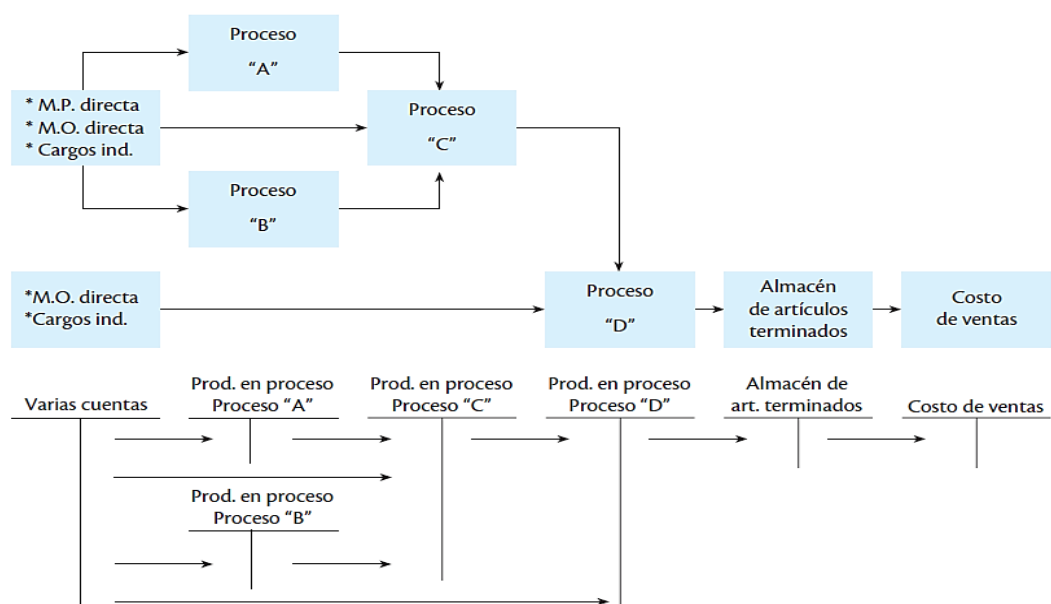 Proceso
“A”
* M.P. directa
* M.O. directa
* Cargos ind.
Proceso
“C”
Proceso
“B”
*M.O. directa
*Cargos ind.
Proceso
“D”
Almacén
de artículos
terminados
Costo
de ventas
Varias cuentas
Prod. en proceso
Proceso “A”
Prod. en proceso
Proceso “C”
Prod. en proceso
Proceso “D”
Almacén de
art. terminados
Costo de ventas
Prod. en proceso
Proceso “B”